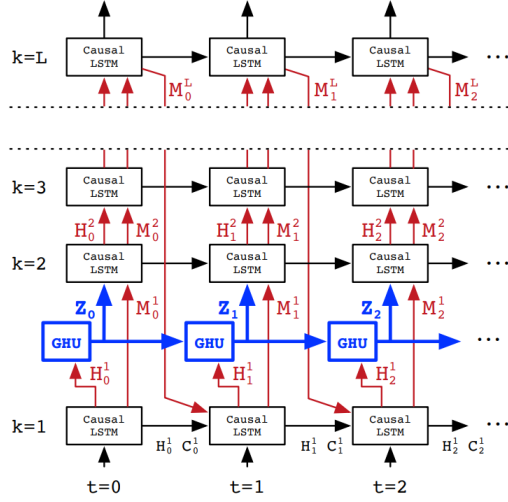 k=L Causal LSTM Causal LSTM Causal LSTM ...
M_0^L M_1^L M_2^L
k=3 Causal LSTM Causal LSTM Causal LSTM ...
H_0^2 M_0^2 H_1^2 M_1^2 H_2^2 M_2^2
k=2 Causal LSTM Causal LSTM Causal LSTM ...
Z_0 M_0^1 Z_1 M_1^1 Z_2 M_2^1
GHU GHU GHU ...
H_0^1 H_1^1 H_2^1
k=1 Causal LSTM Causal LSTM Causal LSTM ...
H_0^1 C_0^1 H_1^1 C_1^1 H_2^1 C_2^1
t=0 t=1 t=2